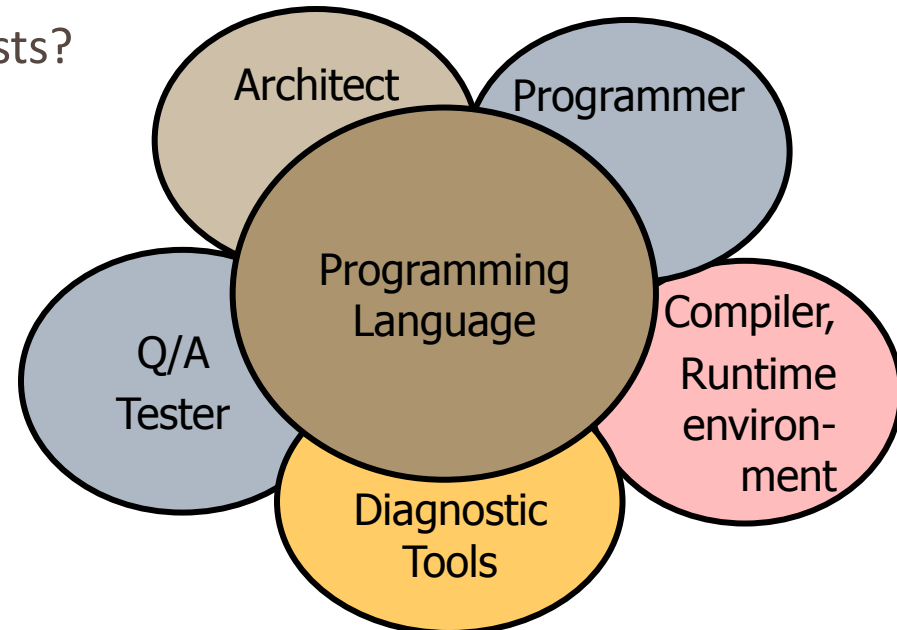 sts?
Architect
Programmer
Programming
Language
Compiler,
Runtime
environ-
ment
Q/A
Tester
Diagnostic
Tools